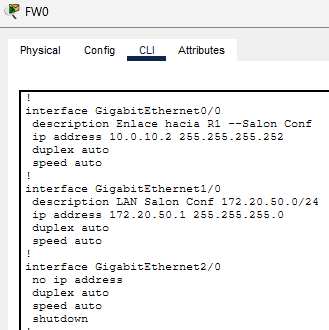 FW0
Physical Config CLI Attributes
!
interface GigabitEthernet0/0
description Enlace hacia R1 --Salon Conf
ip address 10.0.10.2 255.255.255.252
duplex auto
speed auto
!
interface GigabitEthernet1/0
description LAN Salon Conf 172.20.50.0/24
ip address 172.20.50.1 255.255.255.0
duplex auto
speed auto
!
interface GigabitEthernet2/0
no ip address
duplex auto
speed auto
shutdown
!